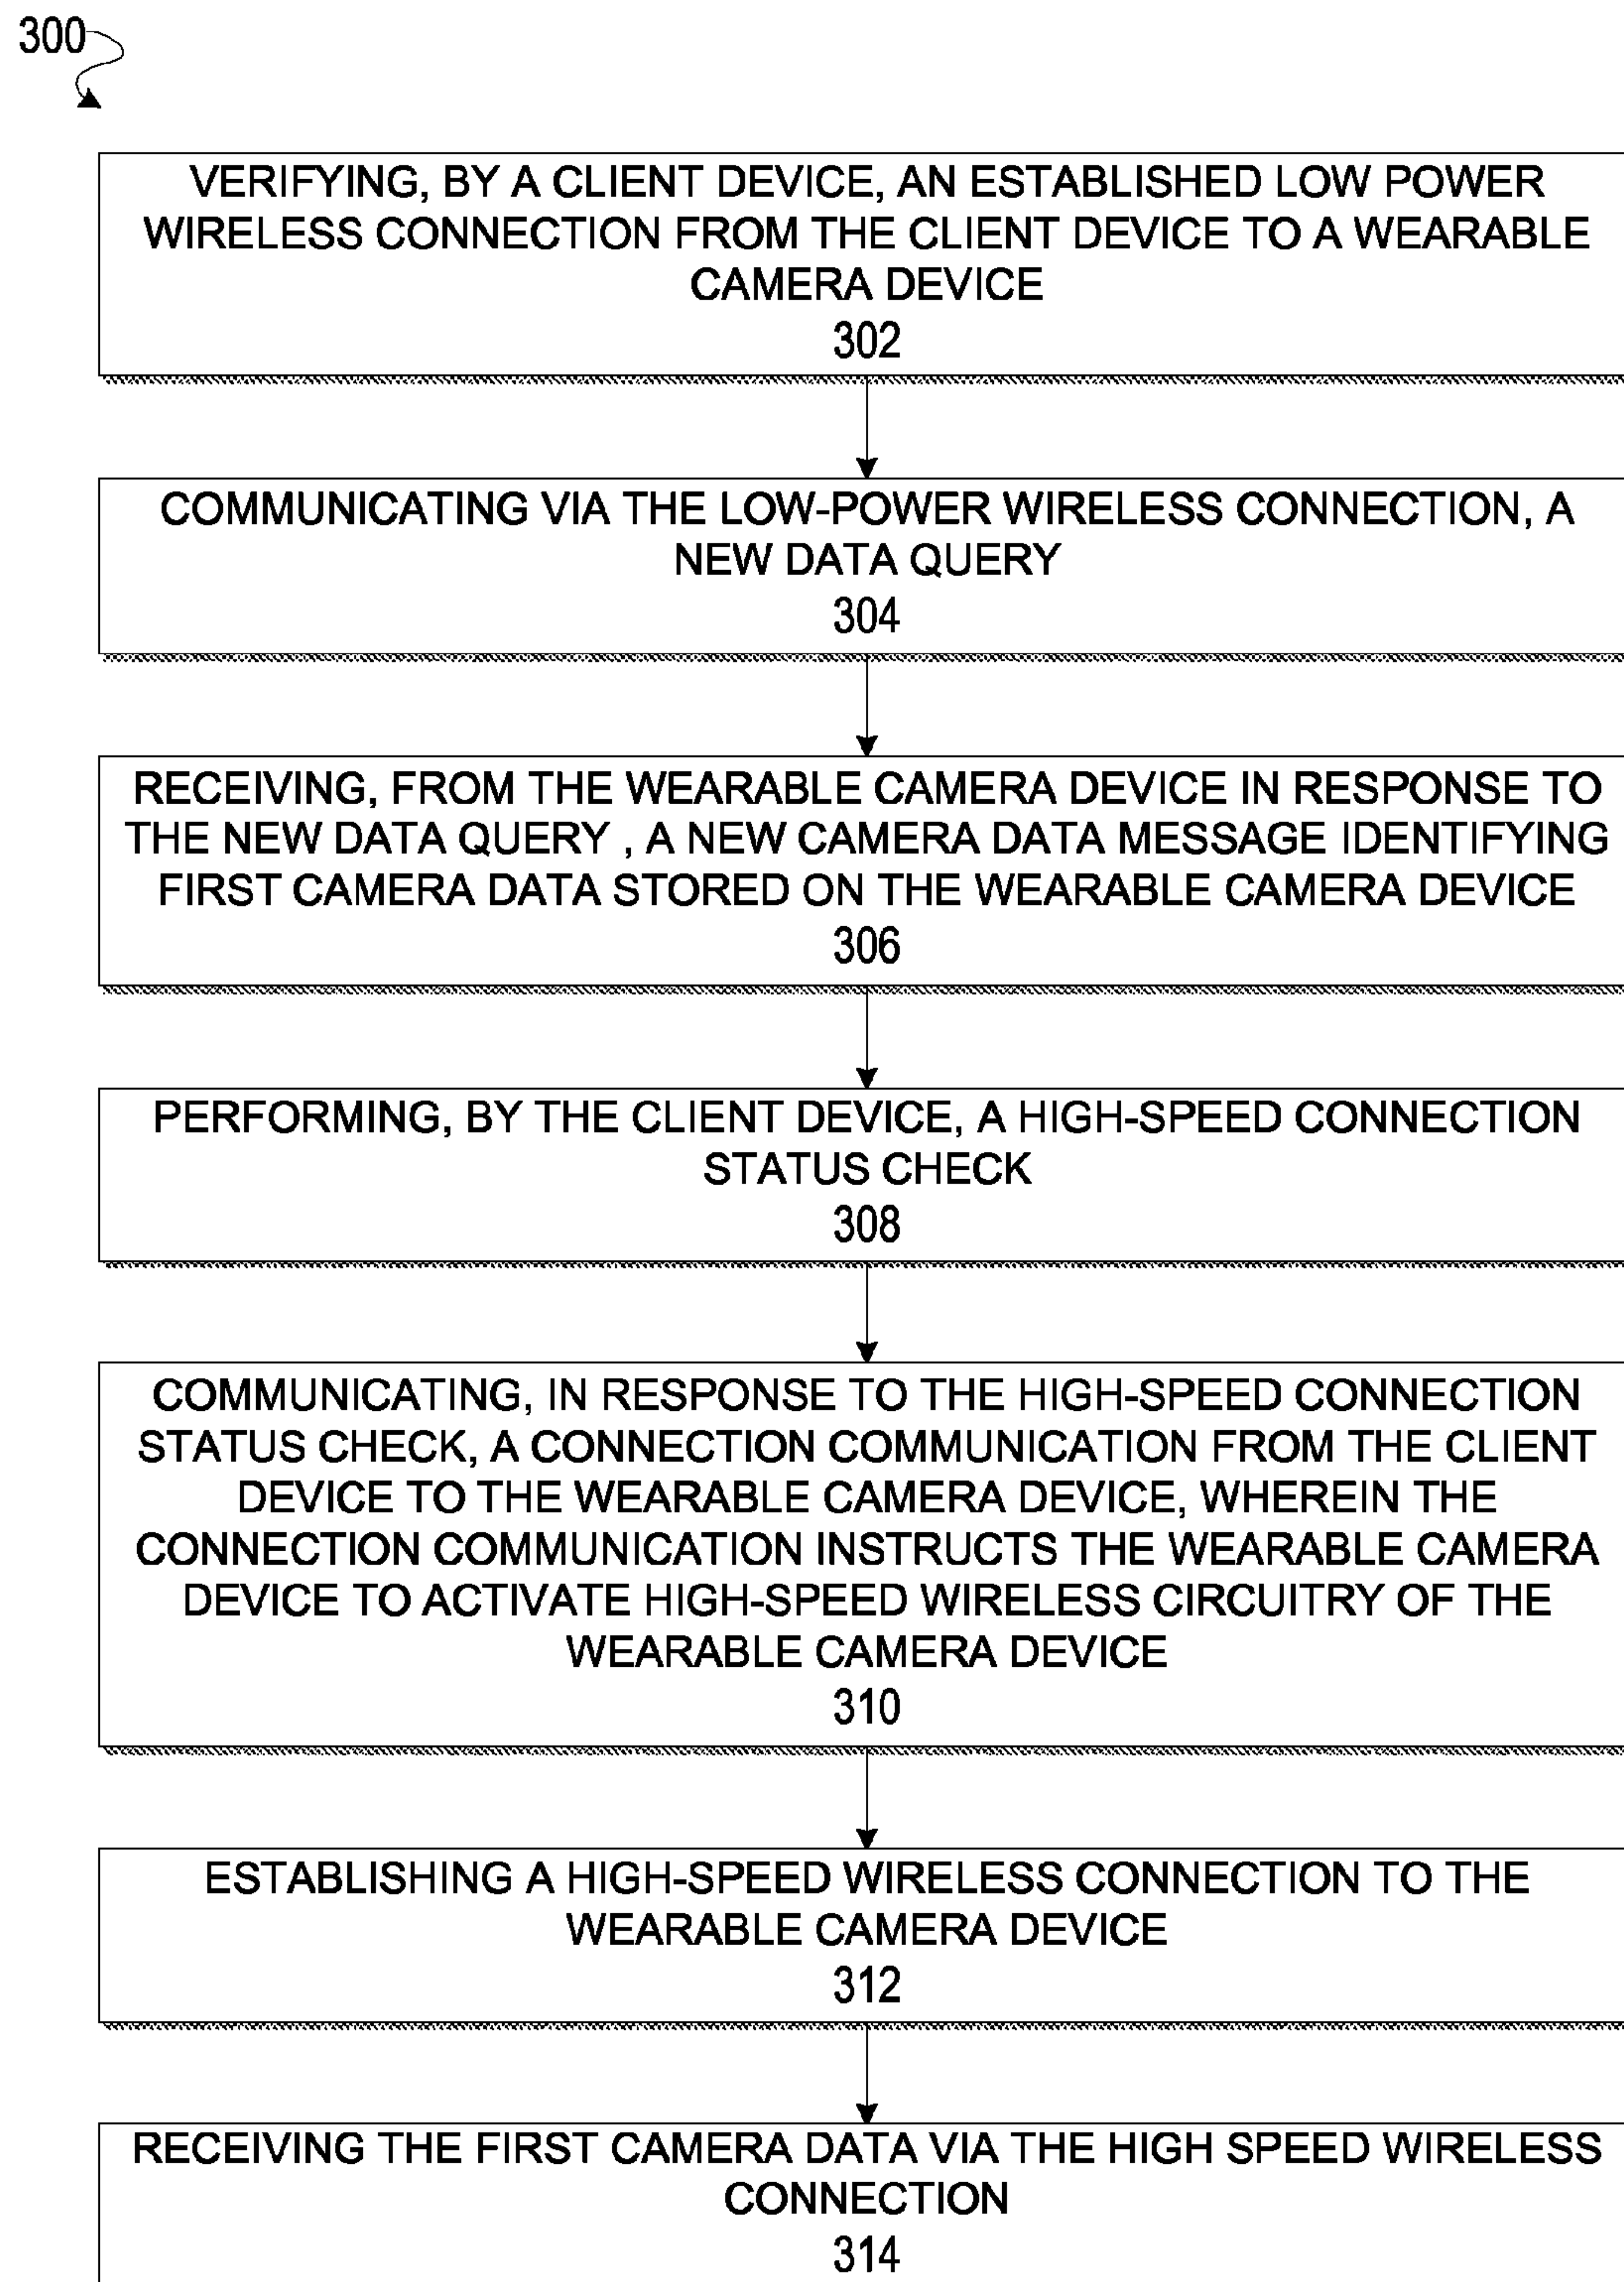 300
VERIFYING, BY A CLIENT DEVICE, AN ESTABLISHED LOW POWER
WIRELESS CONNECTION FROM THE CLIENT DEVICE TO A WEARABLE
CAMERA DEVICE
302
COMMUNICATING VIA THE LOW-POWER WIRELESS CONNECTION, A
NEW DATA QUERY
304
RECEIVING, FROM THE WEARABLE CAMERA DEVICE IN RESPONSE TO
THE NEW DATA QUERY , A NEW CAMERA DATA MESSAGE IDENTIFYING
FIRST CAMERA DATA STORED ON THE WEARABLE CAMERA DEVICE
306
PERFORMING, BY THE CLIENT DEVICE, A HIGH-SPEED CONNECTION
STATUS CHECK
308
COMMUNICATING, IN RESPONSE TO THE HIGH-SPEED CONNECTION
STATUS CHECK, A CONNECTION COMMUNICATION FROM THE CLIENT
DEVICE TO THE WEARABLE CAMERA DEVICE, WHEREIN THE
CONNECTION COMMUNICATION INSTRUCTS THE WEARABLE CAMERA
DEVICE TO ACTIVATE HIGH-SPEED WIRELESS CIRCUITRY OF THE
WEARABLE CAMERA DEVICE
310
ESTABLISHING A HIGH-SPEED WIRELESS CONNECTION TO THE
WEARABLE CAMERA DEVICE
312
RECEIVING THE FIRST CAMERA DATA VIA THE HIGH SPEED WIRELESS
CONNECTION
314